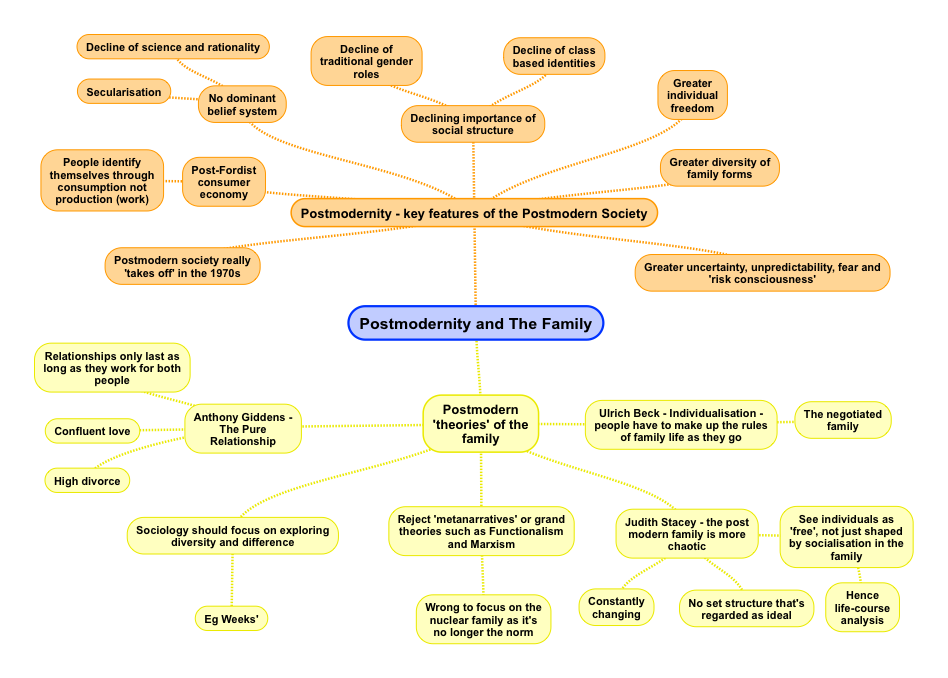 Decline of science and rationality
Secularisation
No dominant
belief system
Decline of
traditional gender
roles
Decline of class
based identities
Declining importance of
social structure
Greater
individual
freedom
Greater diversity of
family forms
People identify
themselves through
consumption not
production (work)
Post-Fordist
consumer
economy
Postmodernity - key features of the Postmodern Society
Postmodern society really
'takes off' in the 1970s
Greater uncertainty, unpredictability, fear and
'risk consciousness'
Postmodernity and The Family
Relationships only last as
long as they work for both
people
Confluent love
High divorce
Anthony Giddens -
The Pure
Relationship
Postmodern
'theories' of the
family
Ulrich Beck - Individualisation -
people have to make up the rules
of family life as they go
The negotiated
family
Sociology should focus on exploring
diversity and difference
Eg Weeks'
Reject 'metanarratives' or grand
theories such as Functionalism
and Marxism
Wrong to focus on the
nuclear family as it's
no longer the norm
Judith Stacey - the post
modern family is more
chaotic
See individuals as
'free', not just shaped
by socialisation in the
family
Constantly
changing
No set structure that's
regarded as ideal
Hence
life-course
analysis